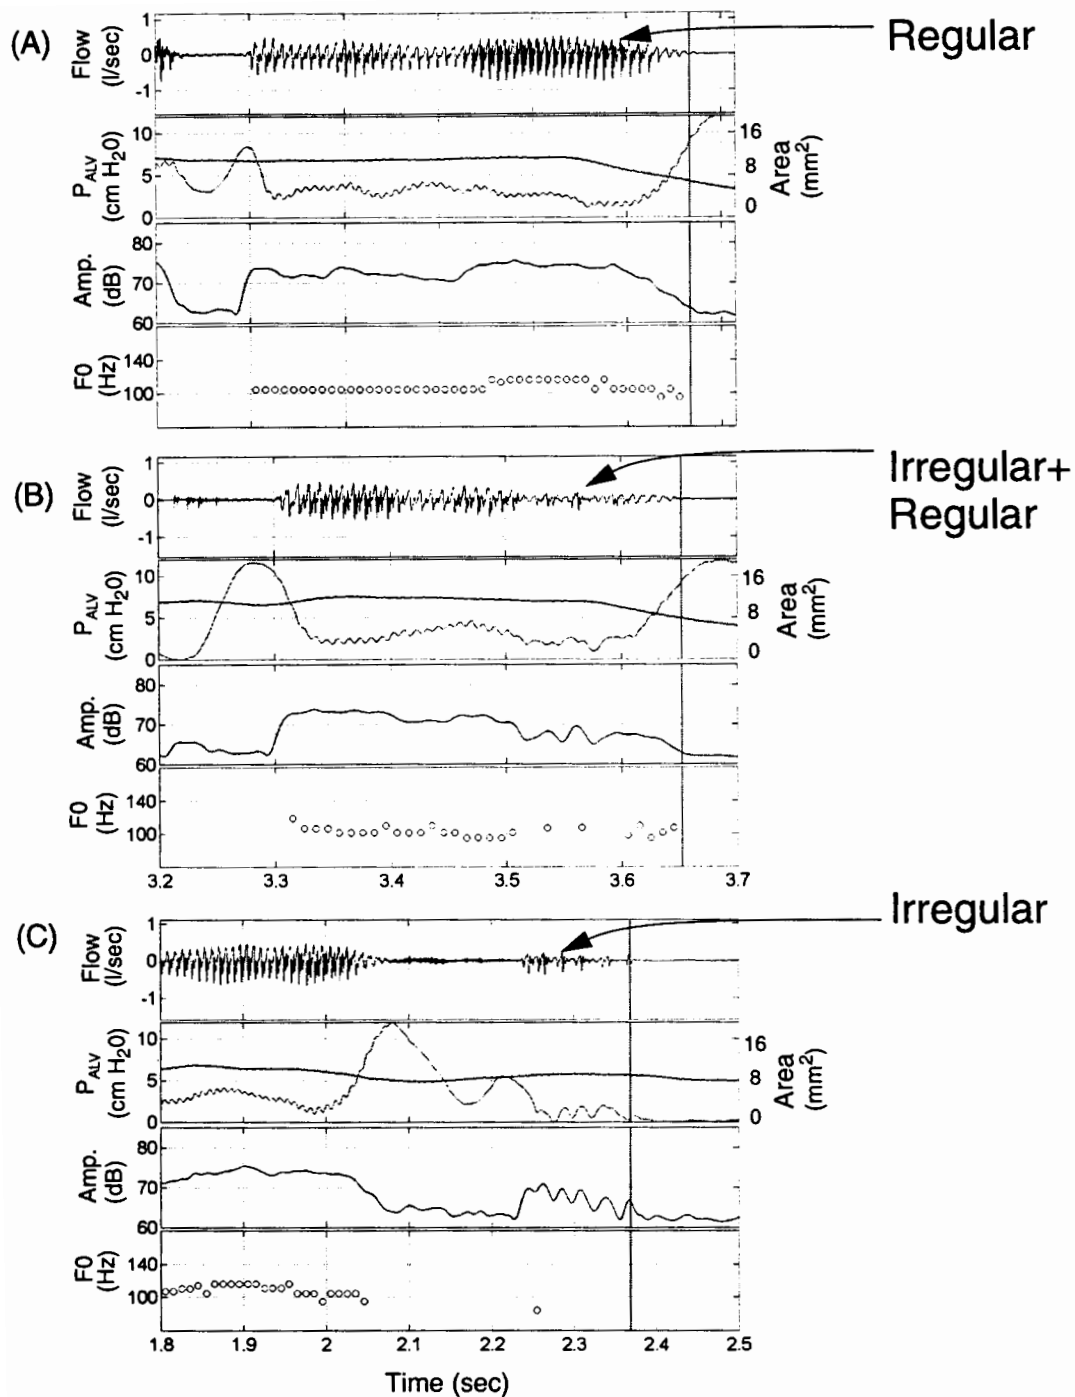 (A)
Flow
(l/sec)
1
0
-1
Regular
P_ALV
(cm H₂0)
10
5
0
16
8
0
Area
(mm²)
Amp.
(dB)
80
70
60
F0
(Hz)
140
100
(B)
Flow
(l/sec)
1
0
-1
Irregular+
Regular
P_ALV
(cm H₂0)
10
5
0
16
8
0
Area
(mm²)
Amp.
(dB)
80
70
60
F0
(Hz)
140
100
3.2 3.3 3.4 3.5 3.6 3.7
(C)
Flow
(l/sec)
1
0
-1
Irregular
P_ALV
(cm H₂0)
10
5
0
16
8
0
Area
(mm²)
Amp.
(dB)
80
70
60
F0
(Hz)
140
100
1.8 1.9 2 2.1 2.2 2.3 2.4 2.5
Time (sec)